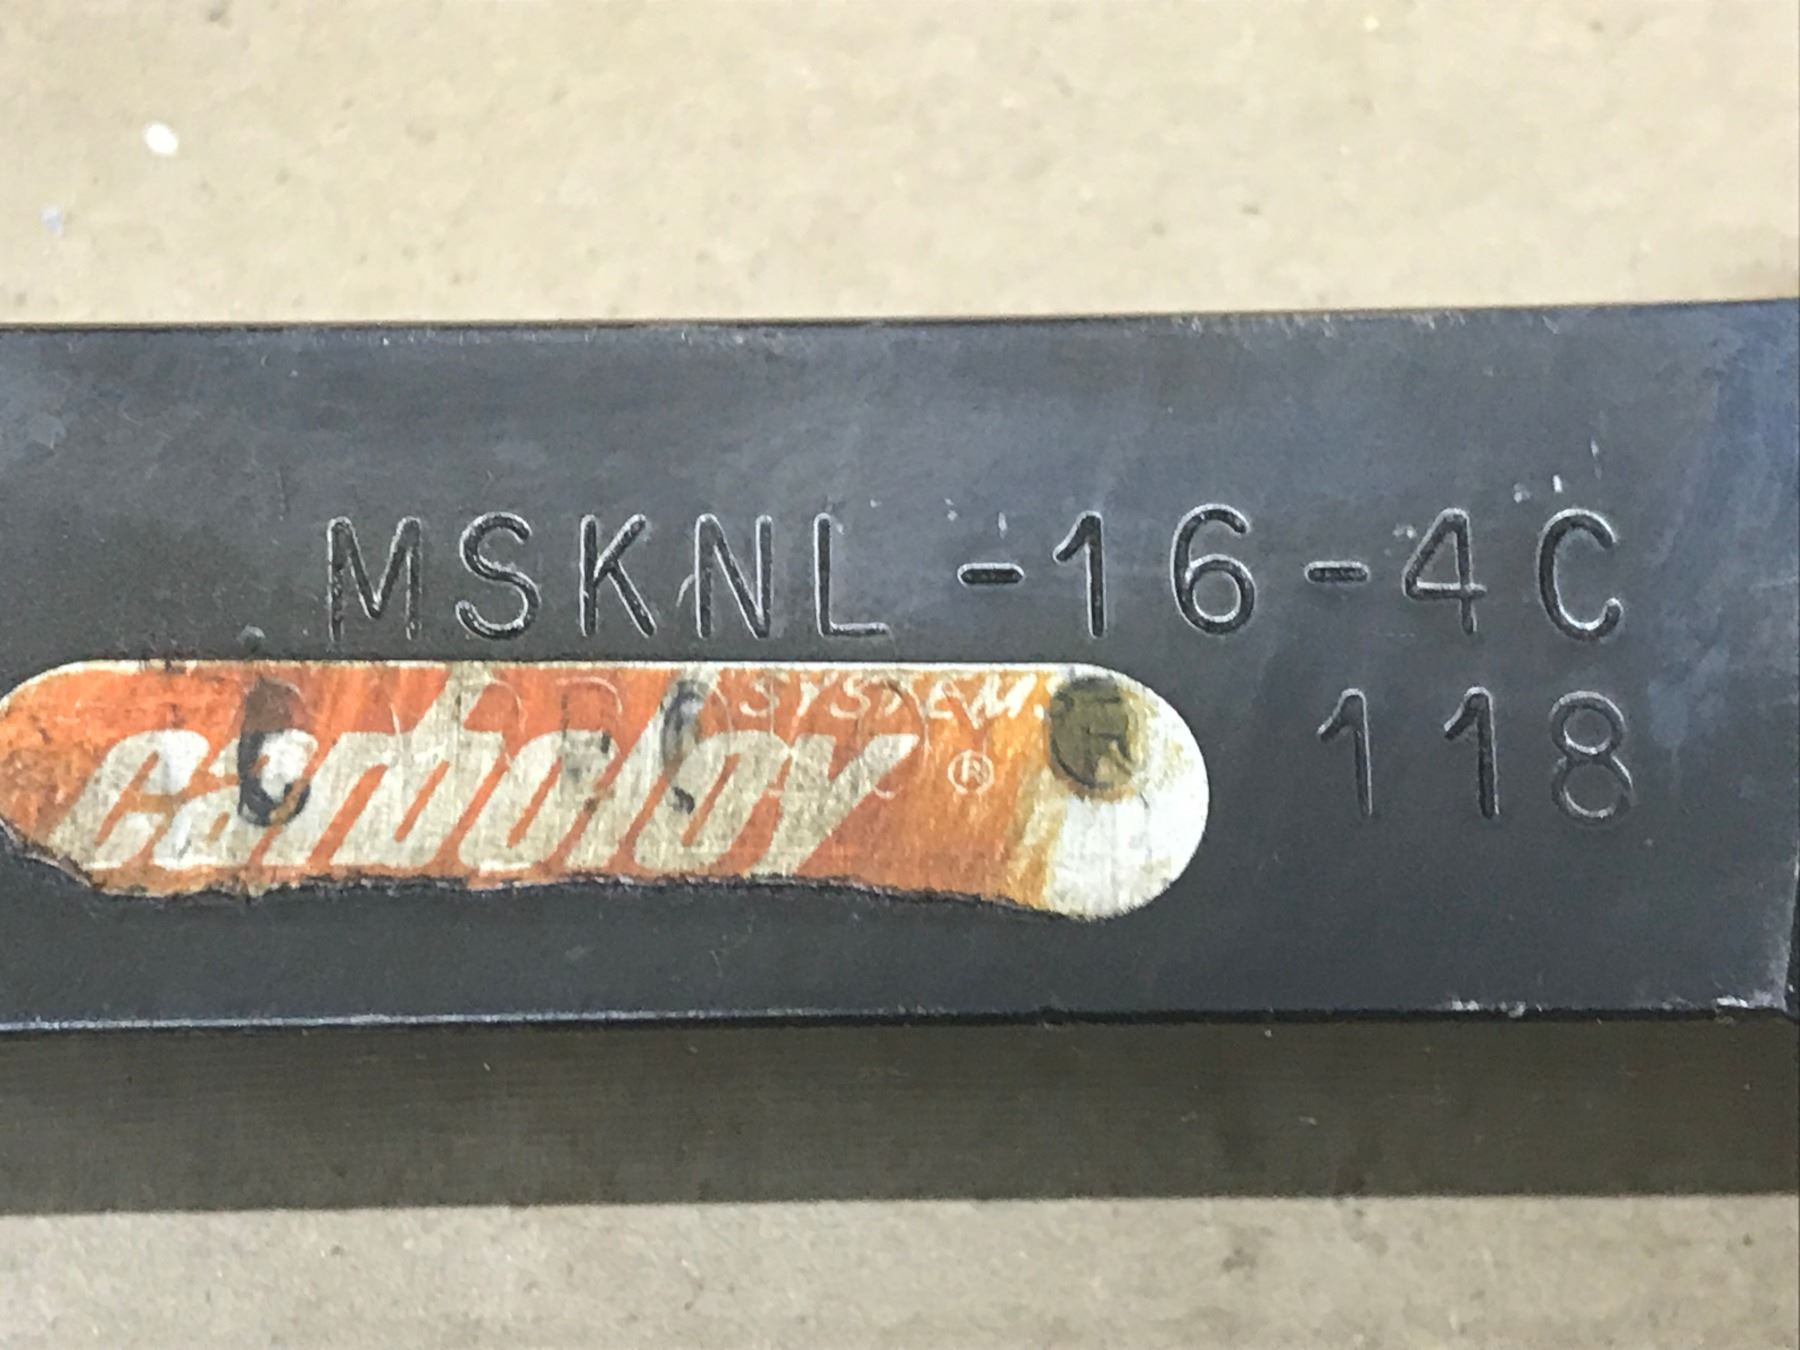 MSKNL-16-4C
SYSTEM
carboloy®
118